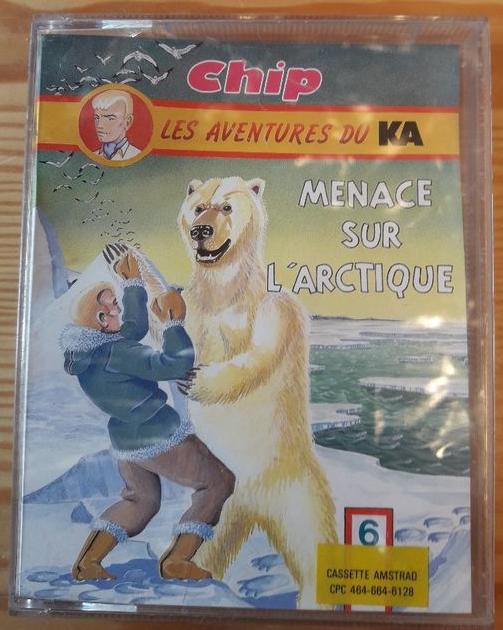 Chip
LES AVENTURES DU KA
MENACE
SUR
L'ARCTIQUE
6
CASSETTE AMSTRAD
CPC 464-664-6128